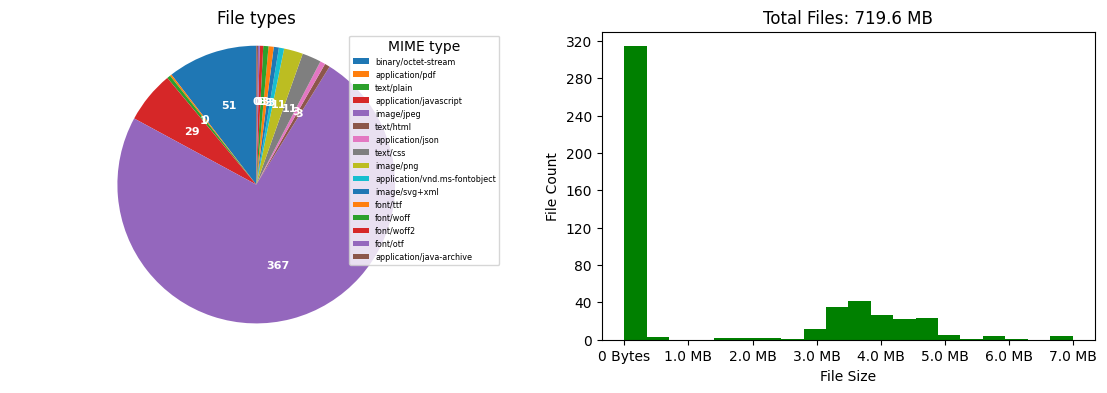 File types
MIME type
binary/octet-stream
application/pdf
text/plain
application/javascript
image/jpeg
text/html
application/json
text/css
image/png
application/vnd.ms-fontobject
image/svg+xml
font/ttf
font/woff
font/woff2
font/otf
application/java-archive
51
29
367
11
11
3
3
Total Files: 719.6 MB
File Count
320
280
240
200
160
120
80
40
0
0 Bytes
1.0 MB
2.0 MB
3.0 MB
4.0 MB
5.0 MB
6.0 MB
7.0 MB
File Size